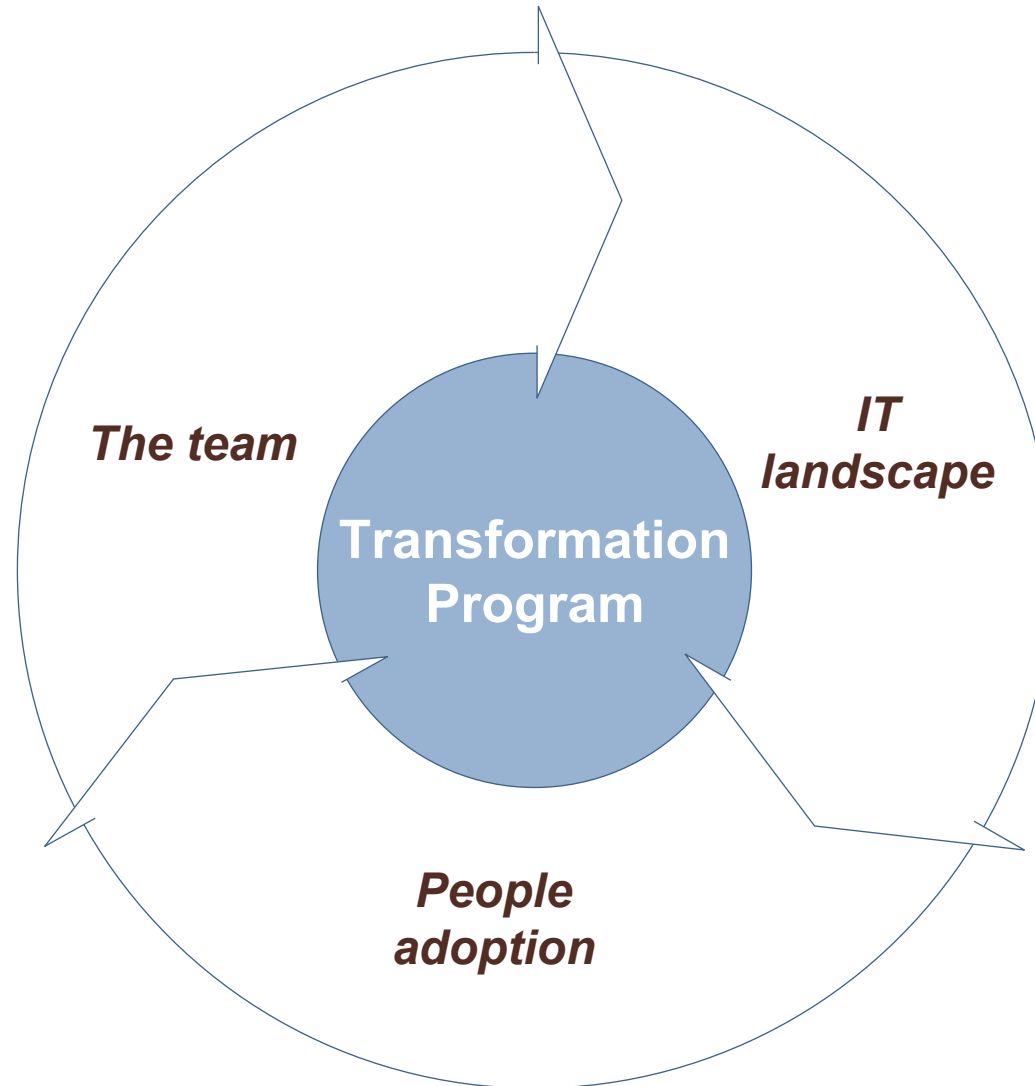 The team
IT
landscape
Transformation
Program
People
adoption